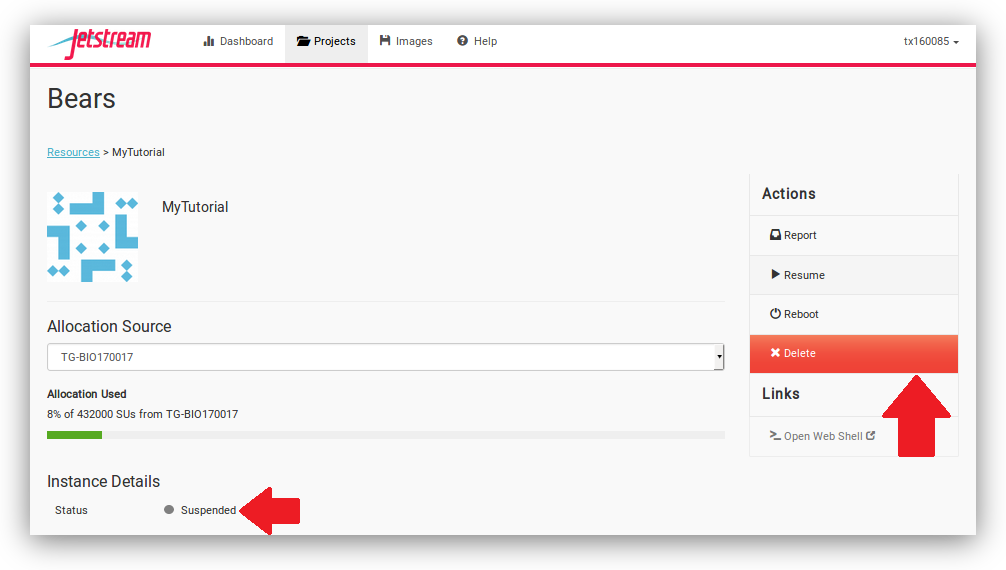 Jetstream
Dashboard Projects Images Help tx160085
Bears
Resources > MyTutorial
MyTutorial
Allocation Source
TG-BIO170017
Allocation Used
8% of 432000 SUs from TG-BIO170017
Instance Details
Status Suspended
Actions
Report
Resume
Reboot
Delete
Links
Open Web Shell